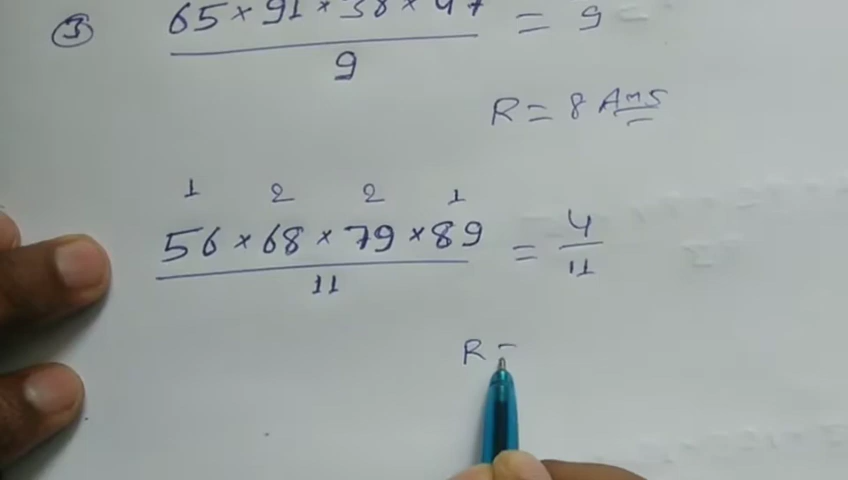 ③ 65 × 91 × 38 × 47 = 9
9
R = 8 Ans
1 2 2 1
56 × 68 × 79 × 89 = 4
11 11
R =